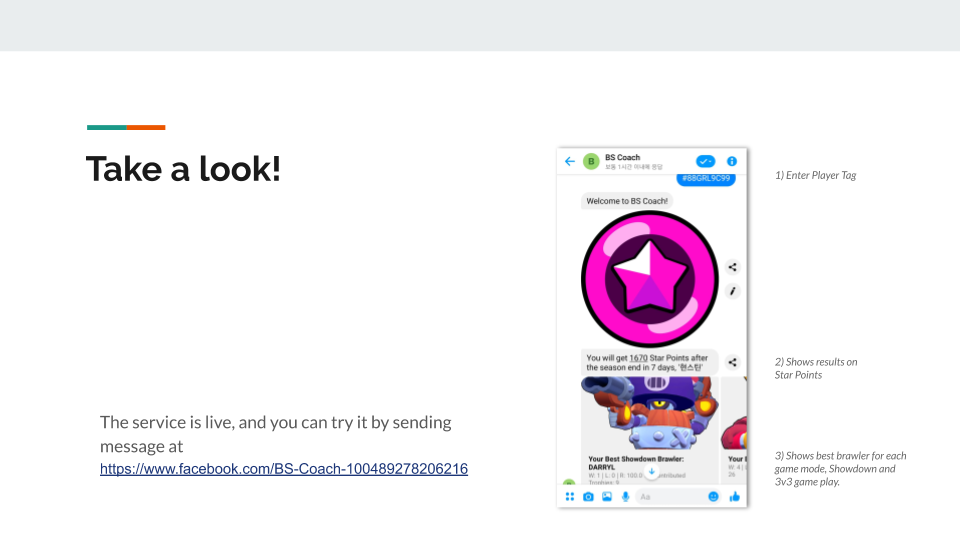 Take a look!
The service is live, and you can try it by sending
message at
https://www.facebook.com/BS-Coach-100489278206216
B
BS Coach
보통 1시간 이내에 응답
#88GRL9C99
Welcome to BS Coach!
You will get 1670 Star Points after
the season end in 7 days, '현스틴'
Your Best Showdown Brawler:
DARRYL
W: 1 | L: 0 | R: 100.0
Trophies: 9
Your B
W: 4 | L
26
B
Aa
1) Enter Player Tag
2) Shows results on
Star Points
3) Shows best brawler for each
game mode, Showdown and
3v3 game play.